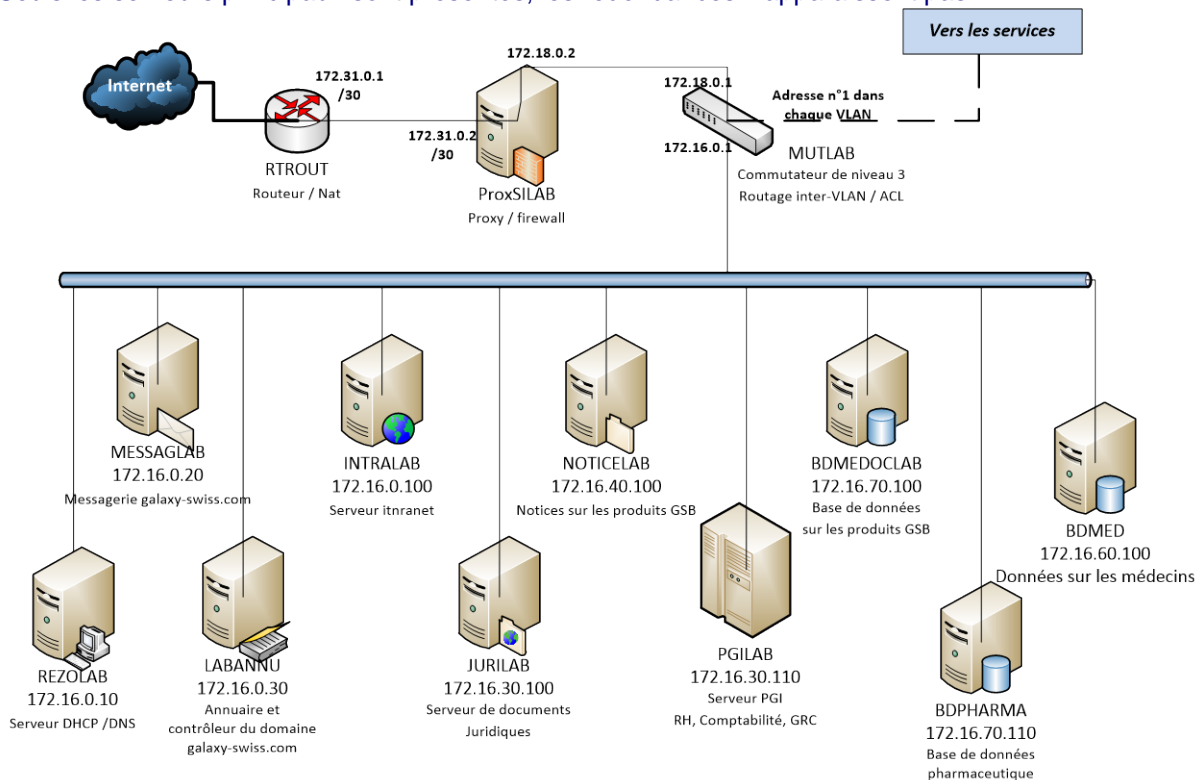 Vers les services
Internet
172.31.0.1
/30
172.18.0.2
172.18.0.1
Adresse n°1 dans
chaque VLAN
172.31.0.2
/30
172.16.0.1
RTROUT
Routeur / Nat
ProxSILAB
Proxy / firewall
MUTLAB
Commutateur de niveau 3
Routage inter-VLAN / ACL
MESSAGLAB
172.16.0.20
Messagerie galaxy-swiss.com
INTRALAB
172.16.0.100
Serveur itnranet
NOTICELAB
172.16.40.100
Notices sur les produits GSB
BDMEDOCLAB
172.16.70.100
Base de données
sur les produits GSB
BDMED
172.16.60.100
Données sur les médecins
REZOLAB
172.16.0.10
Serveur DHCP /DNS
LABANNU
172.16.0.30
Annuaire et
contrôleur du domaine
galaxy-swiss.com
JURILAB
172.16.30.100
Serveur de documents
Juridiques
PGILAB
172.16.30.110
Serveur PGI
RH, Comptabilité, GRC
BDPHARMA
172.16.70.110
Base de données
pharmaceutique